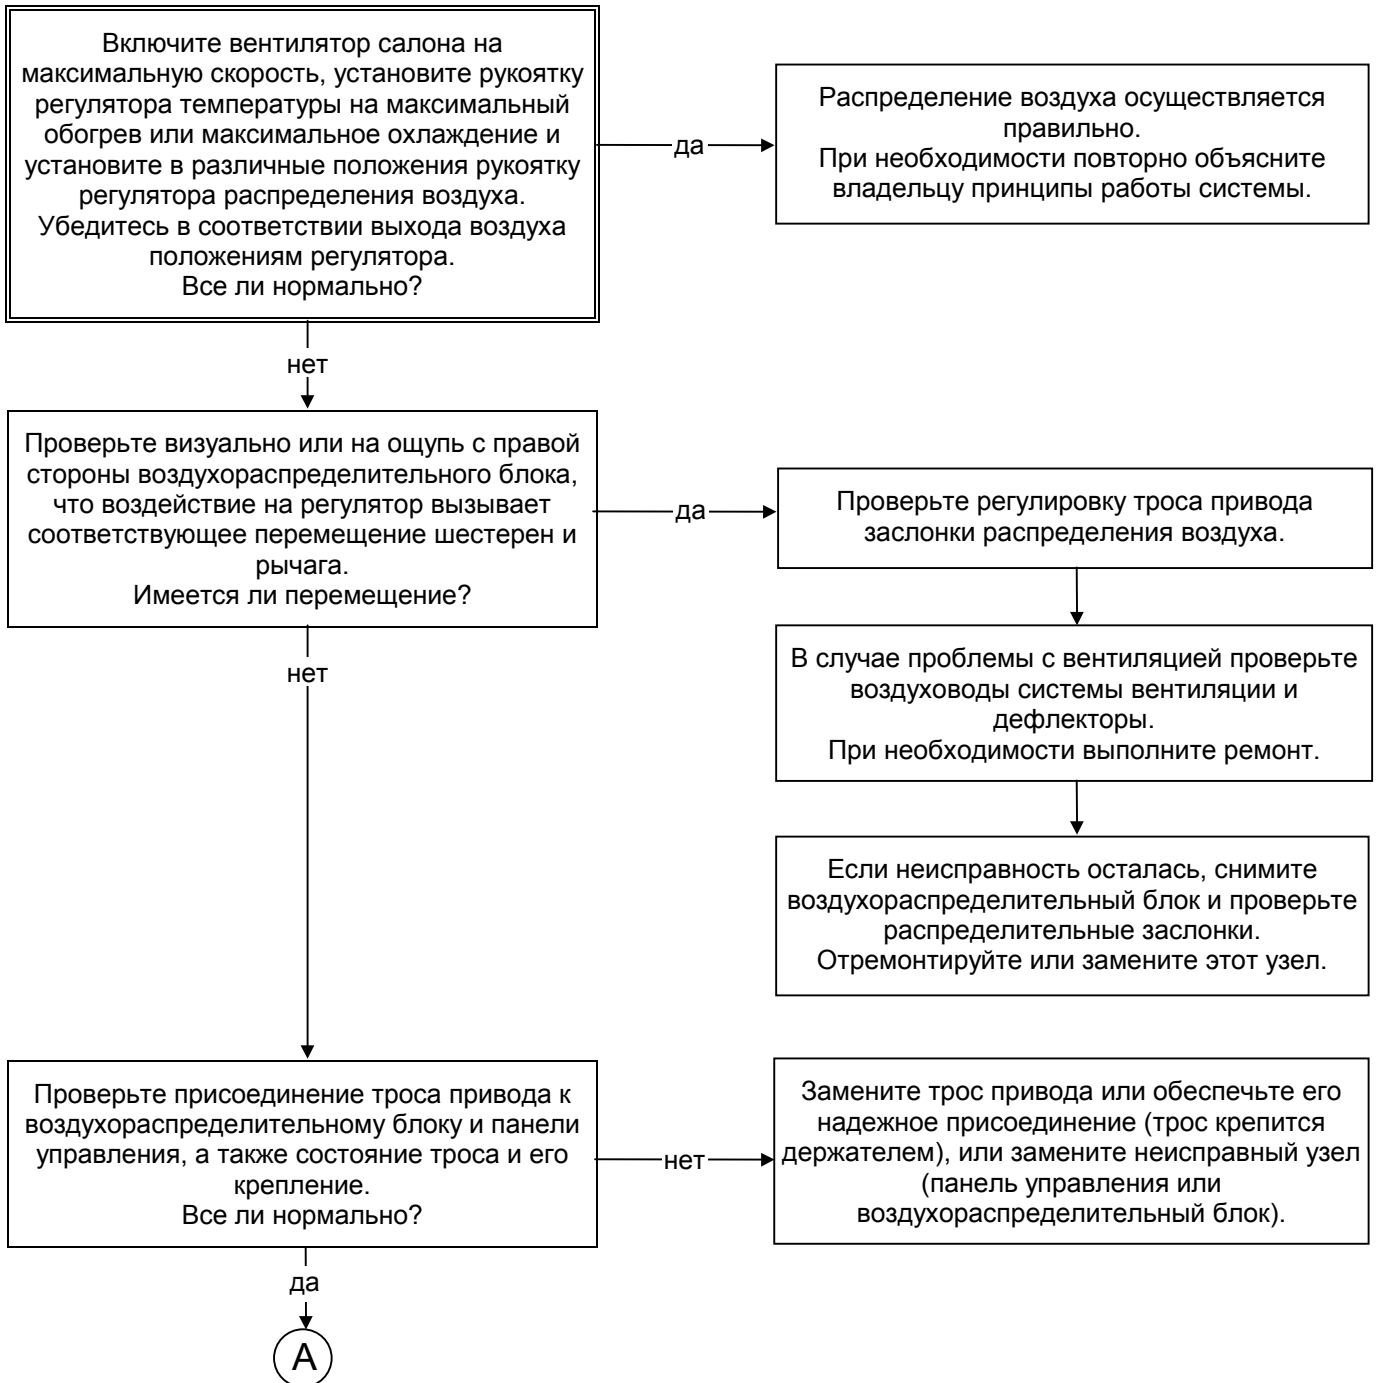 Включите вентилятор салона на
максимальную скорость, установите рукоятку
регулятора температуры на максимальный
обогрев или максимальное охлаждение и
установите в различные положения рукоятку
регулятора распределения воздуха.
Убедитесь в соответствии выхода воздуха
положениям регулятора.
Все ли нормально?
да
Распределение воздуха осуществляется
правильно.
При необходимости повторно объясните
владельцу принципы работы системы.
нет
Проверьте визуально или на ощупь с правой
стороны воздухораспределительного блока,
что воздействие на регулятор вызывает
соответствующее перемещение шестерен и
рычага.
Имеется ли перемещение?
да
Проверьте регулировку троса привода
заслонки распределения воздуха.
В случае проблемы с вентиляцией проверьте
воздуховоды системы вентиляции и
дефлекторы.
При необходимости выполните ремонт.
Если неисправность осталась, снимите
воздухораспределительный блок и проверьте
распределительные заслонки.
Отремонтируйте или замените этот узел.
нет
Проверьте присоединение троса привода к
воздухораспределительному блоку и панели
управления, а также состояние троса и его
крепление.
Все ли нормально?
нет
Замените трос привода или обеспечьте его
надежное присоединение (трос крепится
держателем), или замените неисправный узел
(панель управления или
воздухораспределительный блок).
да
А